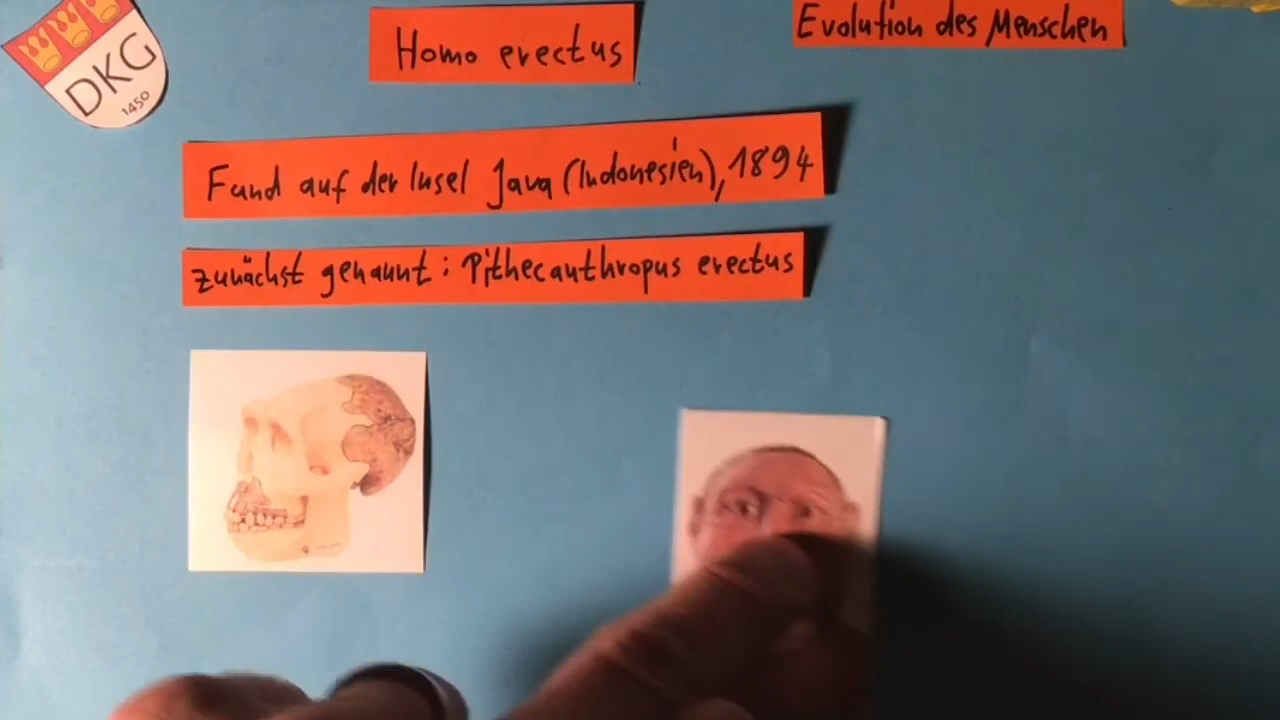 DKG
1450
Homo erectus
Evolution des Menschen
Fund auf der Insel Java (Indonesien), 1894
zunächst genannt: Pithecanthropus erectus